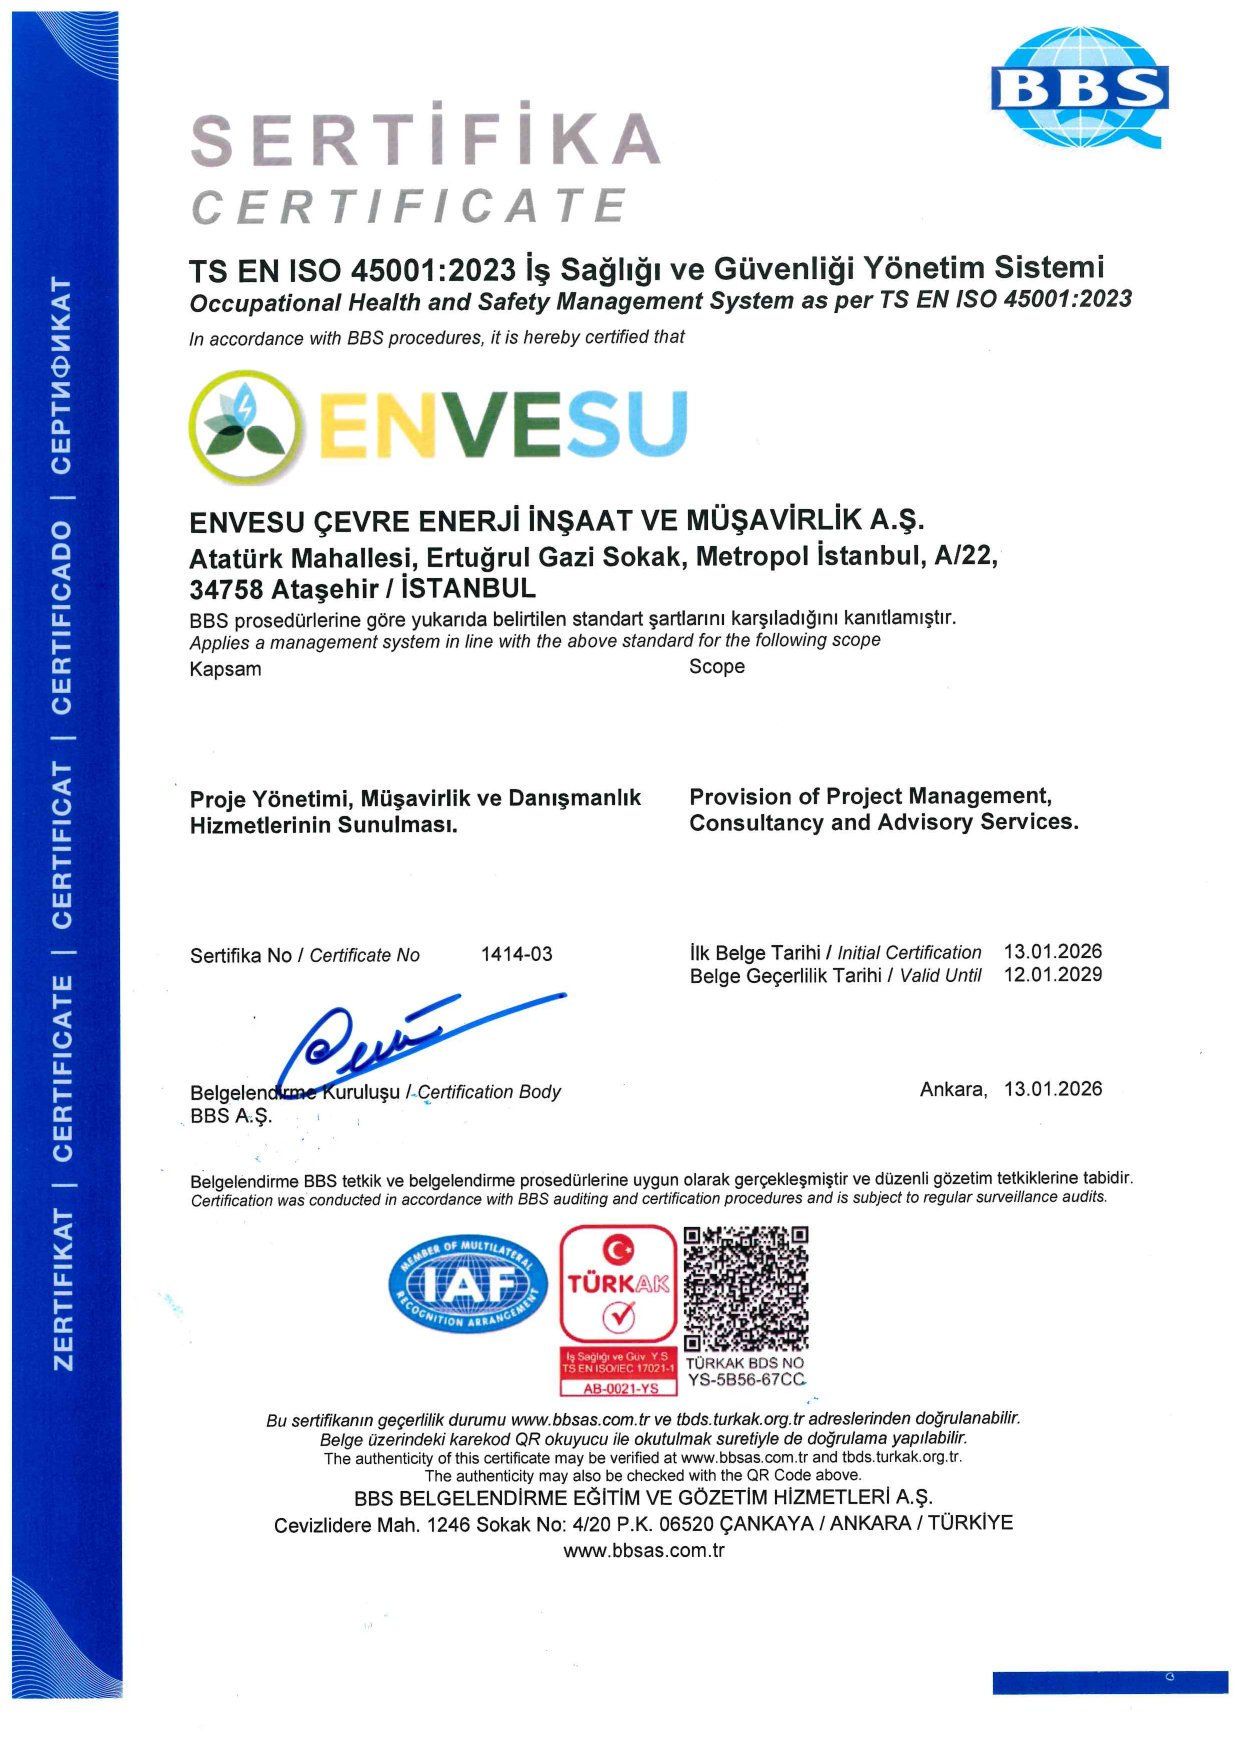 BBS
SERTİFİKA
CERTIFICATE
TS EN ISO 45001:2023 İş Sağlığı ve Güvenliği Yönetim Sistemi
Occupational Health and Safety Management System as per TS EN ISO 45001:2023
In accordance with BBS procedures, it is hereby certified that
ENVESU
ENVESU ÇEVRE ENERJİ İNŞAAT VE MÜŞAVİRLİK A.Ş.
Atatürk Mahallesi, Ertuğrul Gazi Sokak, Metropol İstanbul, A/22,
34758 Ataşehir / İSTANBUL
BBS prosedürlerine göre yukarıda belirtilen standart şartlarını karşıladığını kanıtlamıştır.
Applies a management system in line with the above standard for the following scope
Kapsam Scope
Proje Yönetimi, Müşavirlik ve Danışmanlık
Hizmetlerinin Sunulması.
Provision of Project Management,
Consultancy and Advisory Services.
Sertifika No / Certificate No 1414-03
İlk Belge Tarihi / Initial Certification 13.01.2026
Belge Geçerlilik Tarihi / Valid Until 12.01.2029
Belgelendirme Kuruluşu / Certification Body
BBS A.Ş.
Ankara, 13.01.2026
Belgelendirme BBS tetkik ve belgelendirme prosedürlerine uygun olarak gerçekleşmiştir ve düzenli gözetim tetkiklerine tabidir.
Certification was conducted in accordance with BBS auditing and certification procedures and is subject to regular surveillance audits.
MEMBER OF MULTILATERAL
IAF
RECOGNITION ARRANGEMENT
TÜRKAK
İş Sağlığı ve Güv. Y.S
TS EN ISO/IEC 17021-1
AB-0021-YS
TÜRKAK BDS NO
YS-5B56-67CC
Bu sertifikanın geçerlilik durumu www.bbsas.com.tr ve tbds.turkak.org.tr adreslerinden doğrulanabilir.
Belge üzerindeki karekod QR okuyucu ile okutulmak suretiyle de doğrulama yapılabilir.
The authenticity of this certificate may be verified at www.bbsas.com.tr and tbds.turkak.org.tr.
The authenticity may also be checked with the QR Code above.
BBS BELGELENDİRME EĞİTİM VE GÖZETİM HİZMETLERİ A.Ş.
Cevizlidere Mah. 1246 Sokak No: 4/20 P.K. 06520 ÇANKAYA / ANKARA / TÜRKİYE
www.bbsas.com.tr
ZERTIFIKAT | CERTIFICATE | CERTIFICAT | CERTIFICADO | СЕРТИФИКАТ